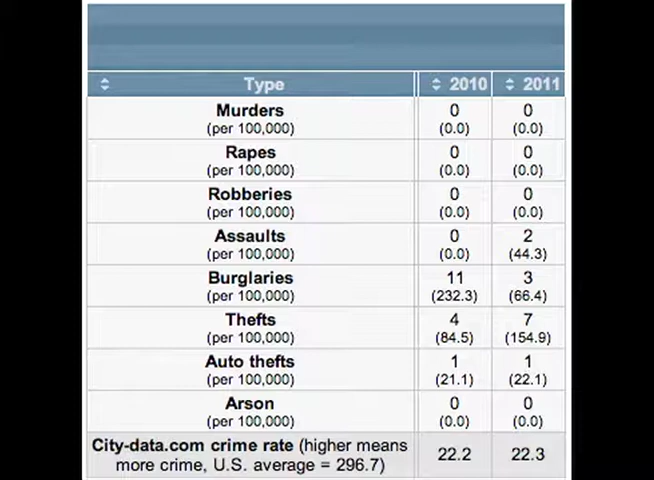 Type 2010 2011
Murders 0 0
(per 100,000) (0.0) (0.0)
Rapes 0 0
(per 100,000) (0.0) (0.0)
Robberies 0 0
(per 100,000) (0.0) (0.0)
Assaults 0 2
(per 100,000) (0.0) (44.3)
Burglaries 11 3
(per 100,000) (232.3) (66.4)
Thefts 4 7
(per 100,000) (84.5) (154.9)
Auto thefts 1 1
(per 100,000) (21.1) (22.1)
Arson 0 0
(per 100,000) (0.0) (0.0)
City-data.com crime rate (higher means
more crime, U.S. average = 296.7) 22.2 22.3